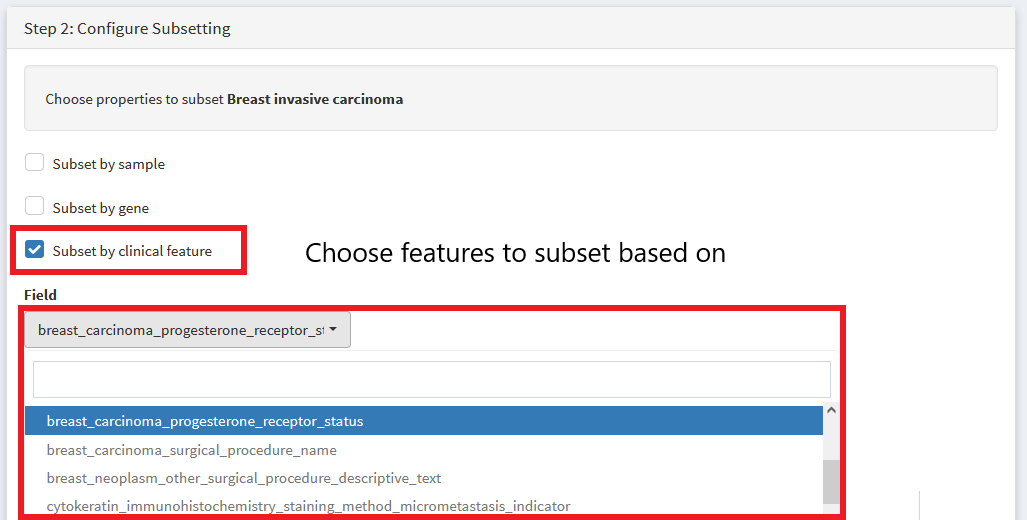 Step 2: Configure Subsetting
Choose properties to subset Breast invasive carcinoma
Subset by sample
Subset by gene
Subset by clinical feature
Choose features to subset based on
Field
breast_carcinoma_progesterone_receptor_st
breast_carcinoma_progesterone_receptor_status
breast_carcinoma_surgical_procedure_name
breast_neoplasm_other_surgical_procedure_descriptive_text
cytokeratin_immunohistochemistry_staining_method_micrometastasis_indicator